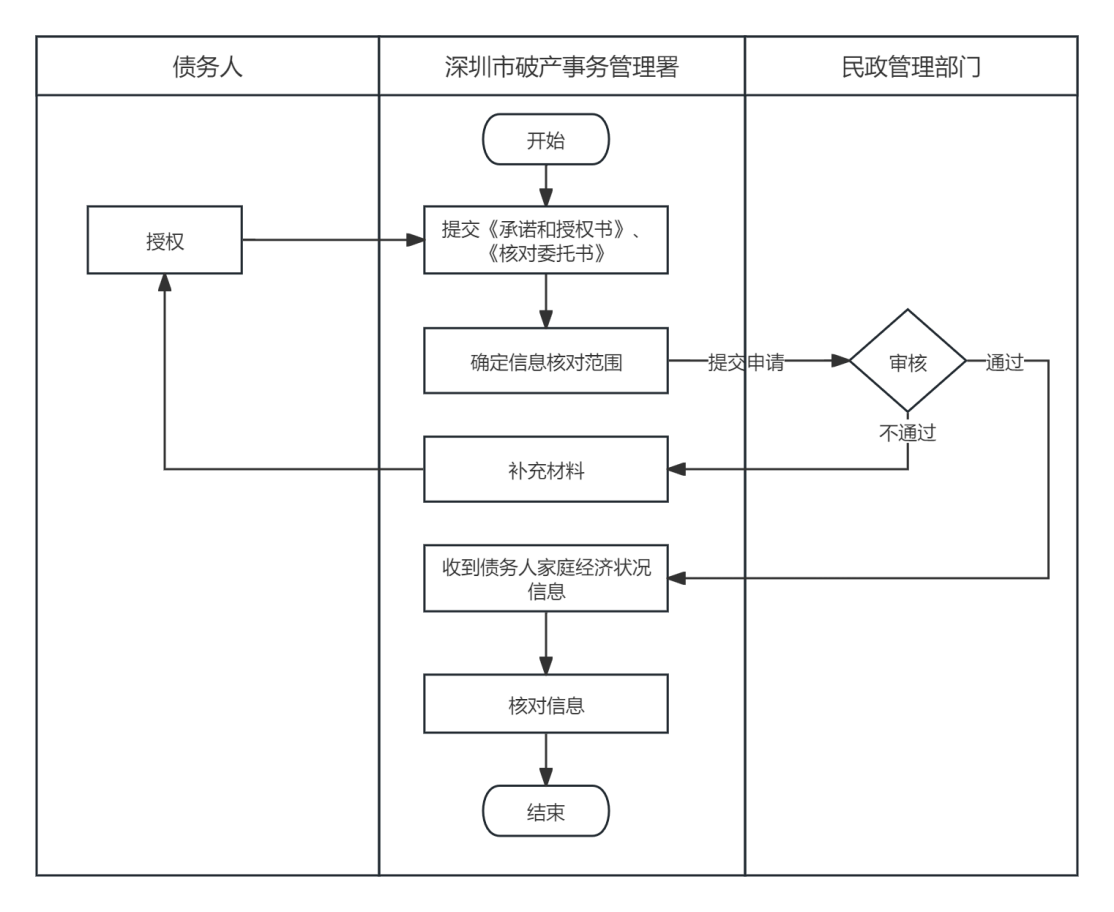 债务人
深圳市破产事务管理署
民政管理部门
开始
授权
提交《承诺和授权书》、
《核对委托书》
确定信息核对范围
提交申请
审核
通过
不通过
补充材料
收到债务人家庭经济状况
信息
核对信息
结束